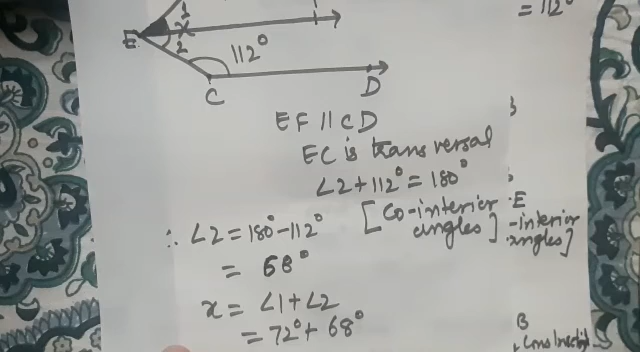 1
x
= 112°
E
2
112°
C
D
EF || CD
EC is transversal
∠2 + 112° = 180°
[Co-interior angles]
∴ ∠2 = 180° - 112°
= 68°
x = ∠1 + ∠2
= 72° + 68°
E
-interior
angles]
B